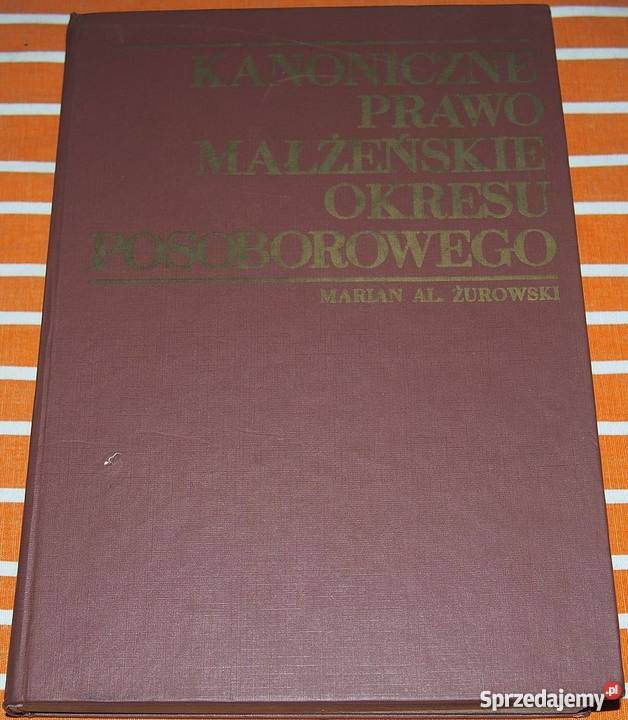 KANONICZNE
PRAWO
MAŁŻEŃSKIE
OKRESU
POSOBOROWEGO
MARIAN AL. ŻUROWSKI
Sprzedajemy.pl